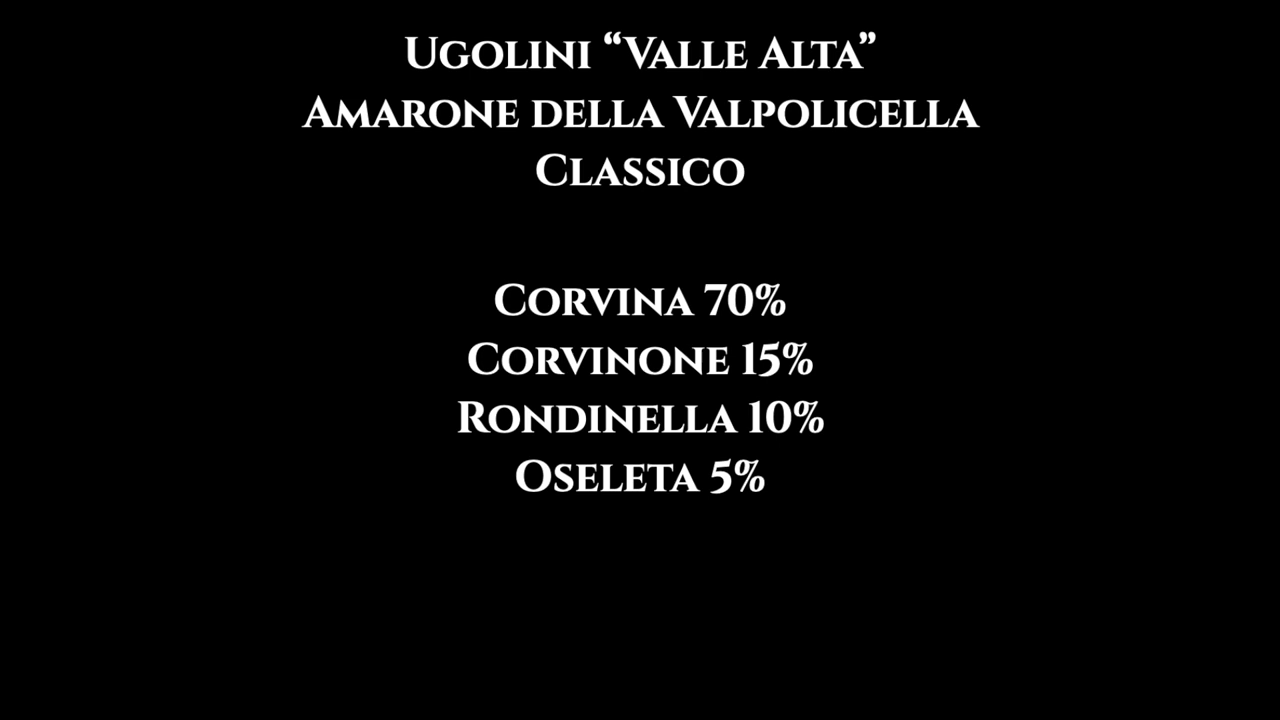 Ugolini “Valle Alta”
Amarone della Valpolicella
Classico
Corvina 70%
Corvinone 15%
Rondinella 10%
Oseleta 5%